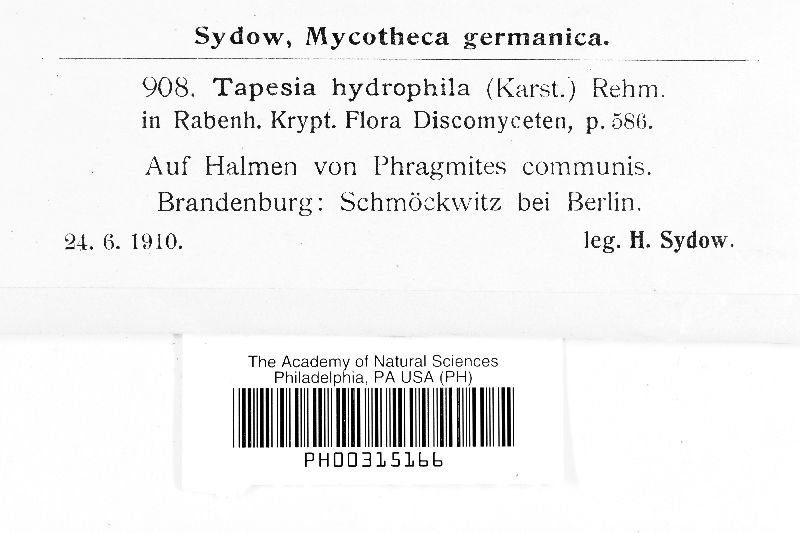 Sydow, Mycotheca germanica.
908. Tapesia hydrophila (Karst.) Rehm.
in Rabenh. Krypt. Flora Discomyceten, p. 586.
Auf Halmen von Phragmites communis.
Brandenburg: Schmöckwitz bei Berlin.
24. 6. 1910. leg. H. Sydow.
The Academy of Natural Sciences
Philadelphia, PA USA (PH)
PH00315166